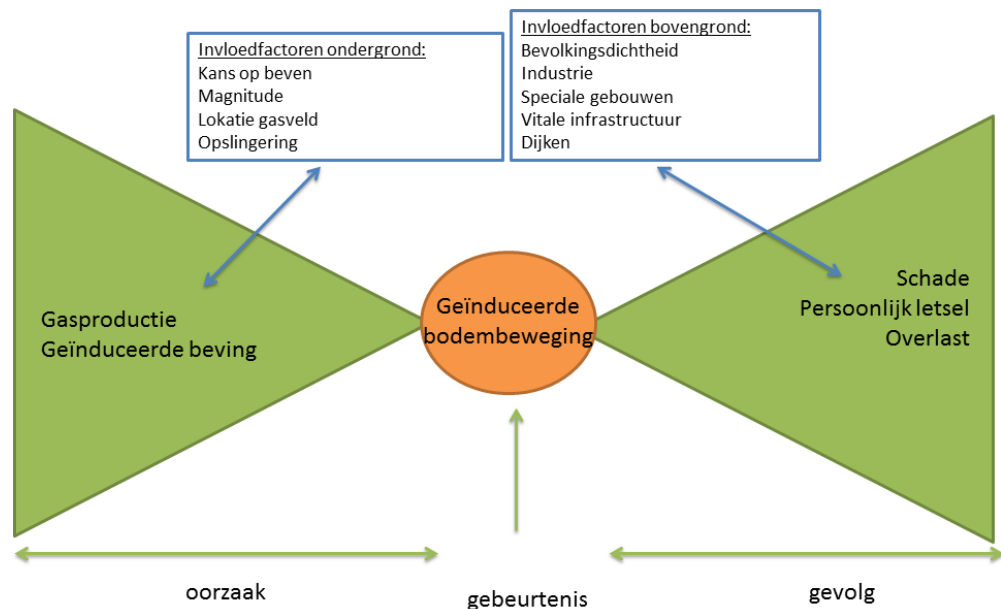 Invloedfactoren ondergrond:
Kans op beven
Magnitude
Lokatie gasveld
Opslingering
Invloedfactoren bovengrond:
Bevolkingsdichtheid
Industrie
Speciale gebouwen
Vitale infrastructuur
Dijken
Gasproductie
Geïnduceerde beving
Geïnduceerde
bodembeweging
Schade
Persoonlijk letsel
Overlast
oorzaak
gebeurtenis
gevolg